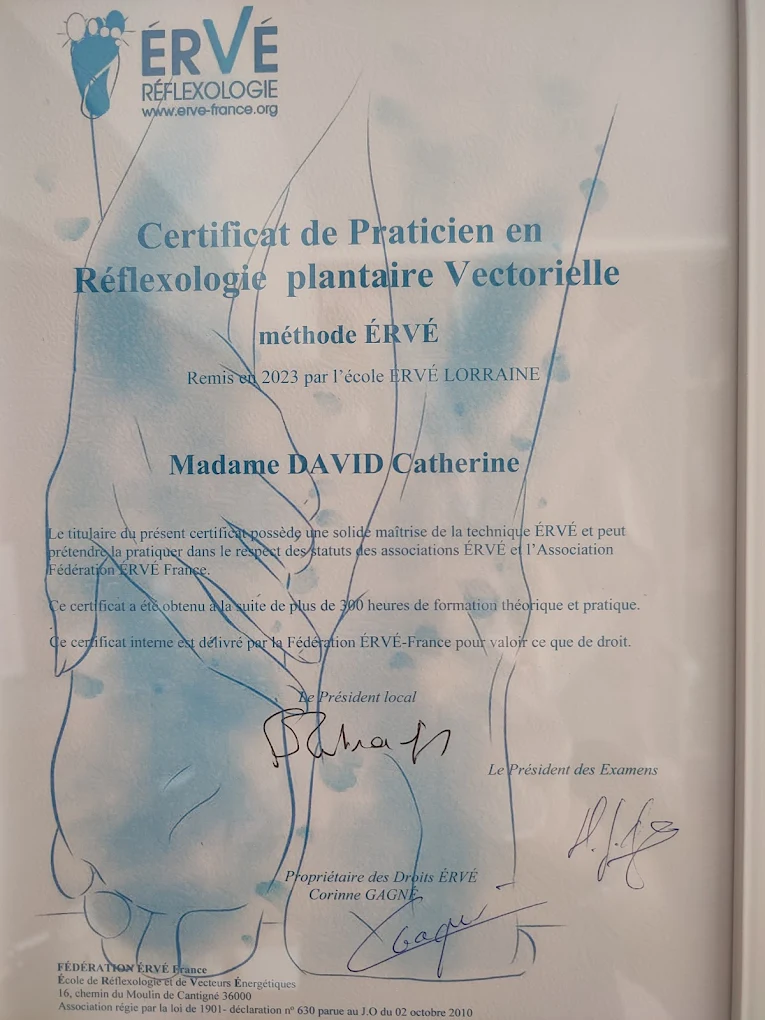 ÉRVÉ
RÉFLEXOLOGIE
www.erve-france.org
Certificat de Praticien en
Réflexologie plantaire Vectorielle
méthode ÉRVÉ
Remis en 2023 par l'école ÉRVÉ LORRAINE
Madame DAVID Catherine
Le titulaire du présent certificat possède une solide maîtrise de la technique ÉRVÉ et peut
prétendre la pratiquer dans le respect des statuts des associations ÉRVÉ et l'Association
Fédération ÉRVÉ France.
Ce certificat a été obtenu à la suite de plus de 300 heures de formation théorique et pratique.
Ce certificat interne est délivré par la Fédération ÉRVÉ-France pour valoir ce que de droit.
Le Président local
Le Président des Examens
Propriétaire des Droits ÉRVÉ
Corinne GAGNÉ
FÉDÉRATION ÉRVÉ France
École de Réflexologie et de Vecteurs Énergétiques
16, chemin du Moulin de Cantigné 36000
Association régie par la loi de 1901- déclaration n° 630 parue au J.O du 02 octobre 2010